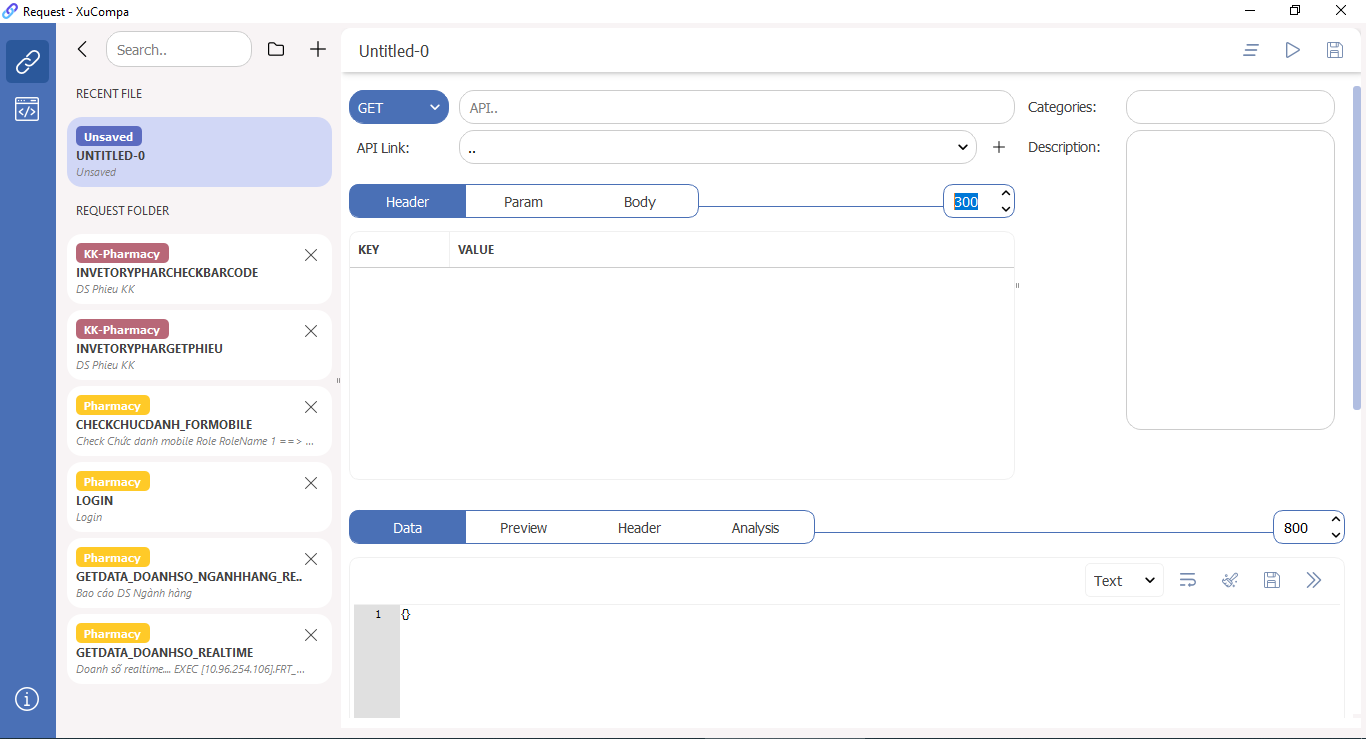 Request - XuCompa
Search..
RECENT FILE
Unsaved
UNTITLED-0
Unsaved
REQUEST FOLDER
KK-Pharmacy
INVETORYPHARCHECKBARCODE
DS Phieu KK
KK-Pharmacy
INVETORYPHARGETPHIEU
DS Phieu KK
Pharmacy
CHECKCHUCDANH_FORMOBILE
Check Chức danh mobile Role RoleName 1 ==> ...
Pharmacy
LOGIN
Login
Pharmacy
GETDATA_DOANHSO_NGANHHANG_RE..
Bao cáo DS Ngành hàng
Pharmacy
GETDATA_DOANHSO_REALTIME
Doanh số realtime... EXEC [10.96.254.106].FRT_...
Untitled-0
GET
API..
Categories:
API Link:
..
Description:
Header
Param
Body
300
KEY
VALUE
Data
Preview
Header
Analysis
800
Text
1
{}